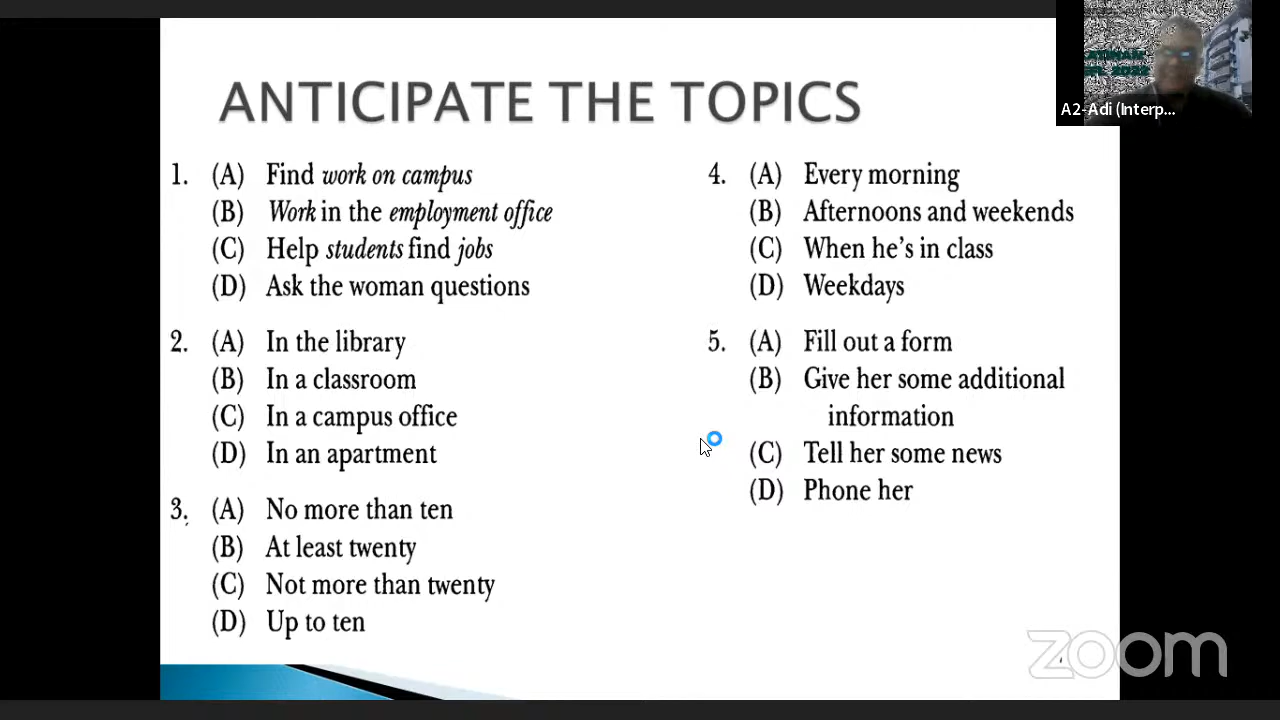 ANTICIPATE THE TOPICS
1. (A) Find work on campus
(B) Work in the employment office
(C) Help students find jobs
(D) Ask the woman questions
2. (A) In the library
(B) In a classroom
(C) In a campus office
(D) In an apartment
3. (A) No more than ten
(B) At least twenty
(C) Not more than twenty
(D) Up to ten
4. (A) Every morning
(B) Afternoons and weekends
(C) When he's in class
(D) Weekdays
5. (A) Fill out a form
(B) Give her some additional
information
(C) Tell her some news
(D) Phone her
A2-Adi (Interp...
zoom